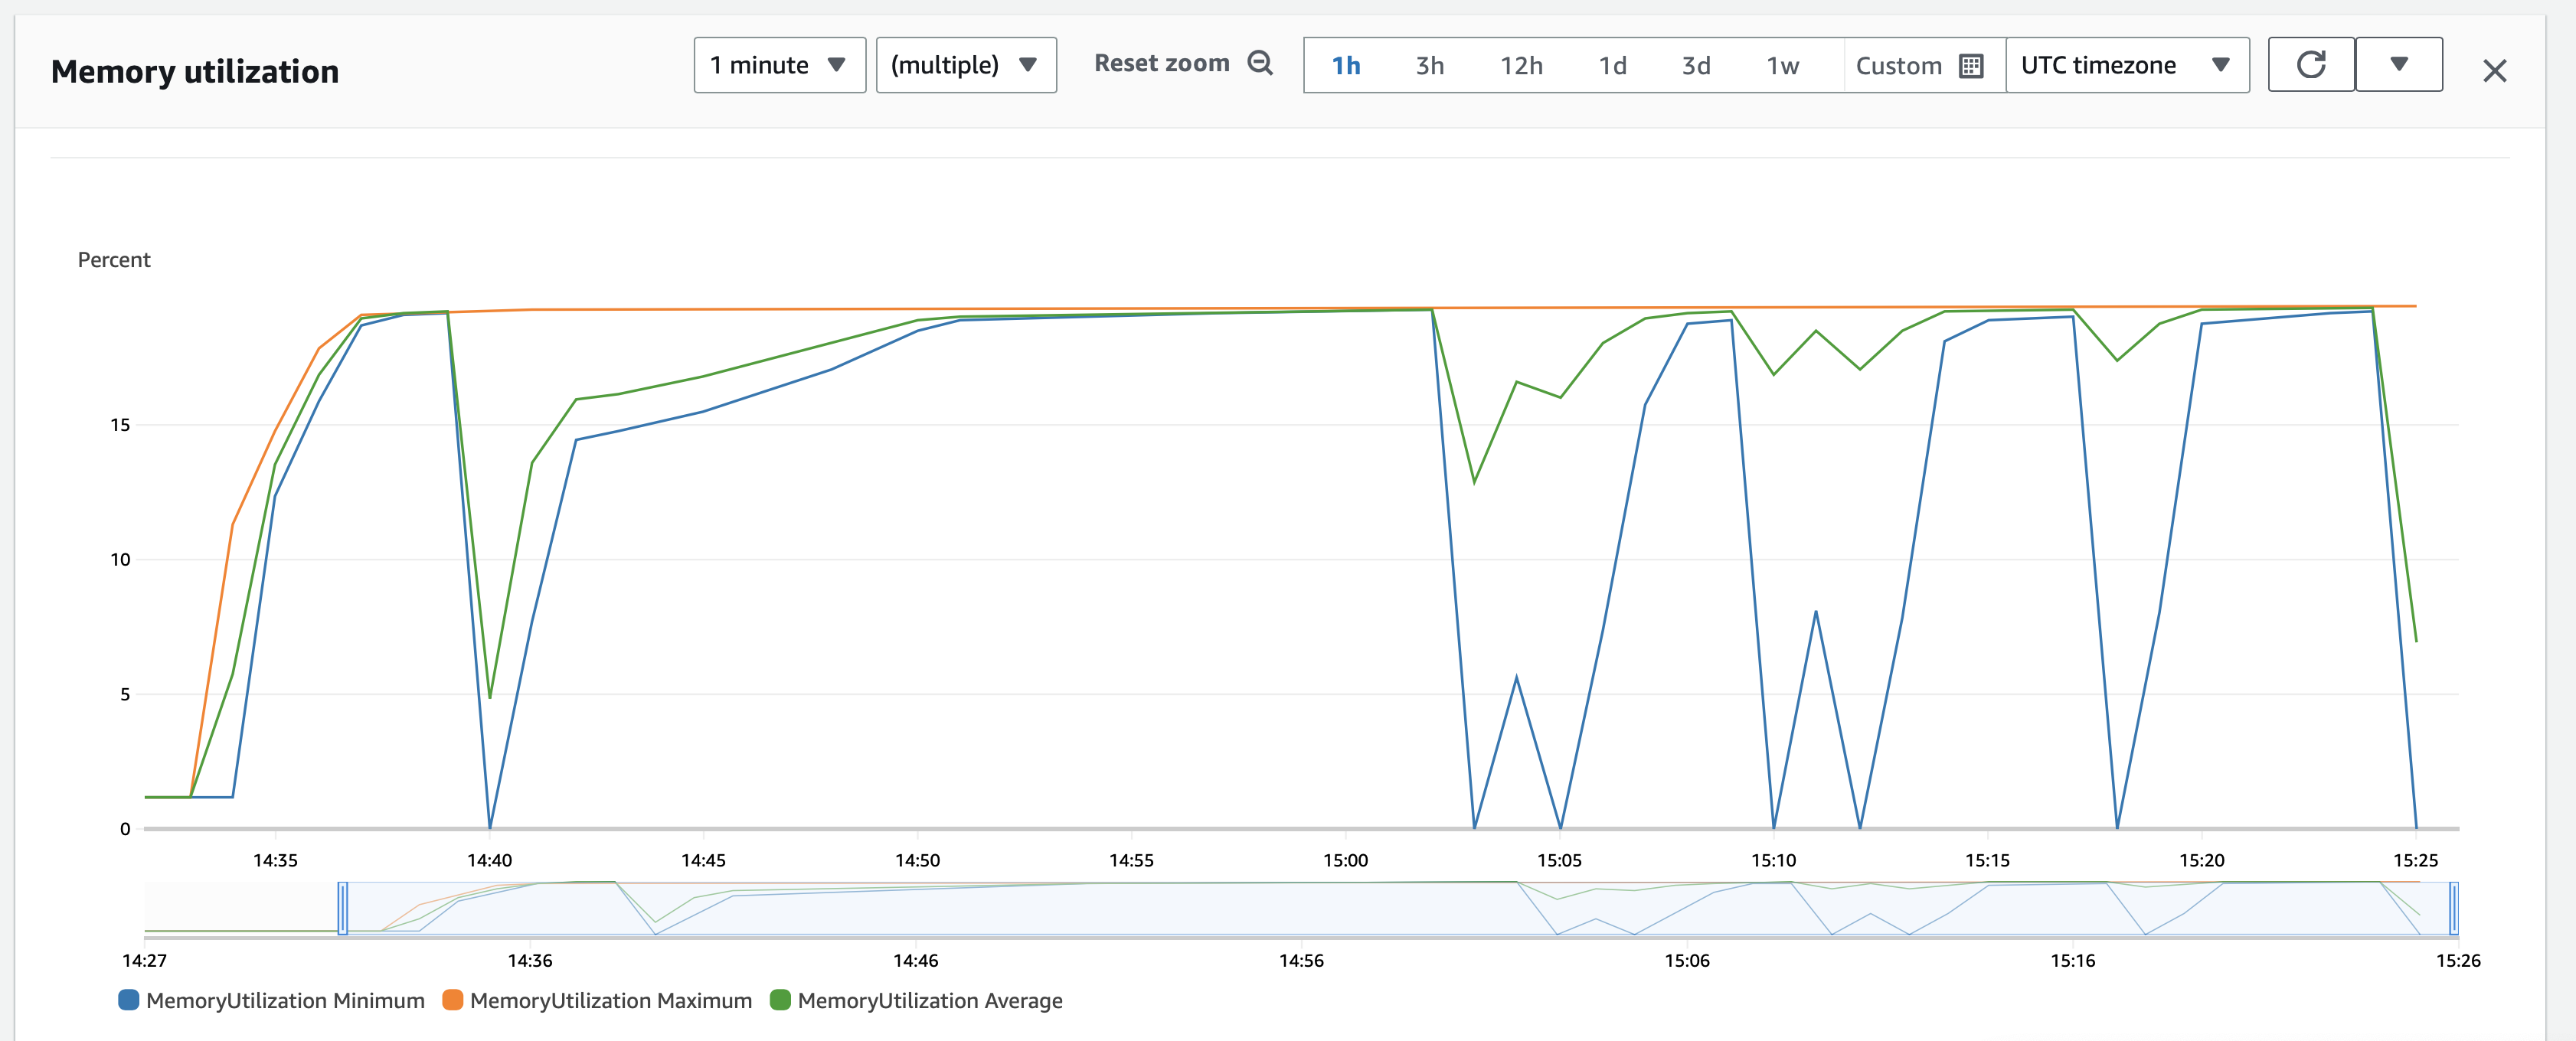 Memory utilization
1 minute
(multiple)
Reset zoom
1h 3h 12h 1d 3d 1w Custom
UTC timezone
Percent
15
10
5
0
14:35 14:40 14:45 14:50 14:55 15:00 15:05 15:10 15:15 15:20 15:25
14:27 14:36 14:46 14:56 15:06 15:16 15:26
MemoryUtilization Minimum MemoryUtilization Maximum MemoryUtilization Average